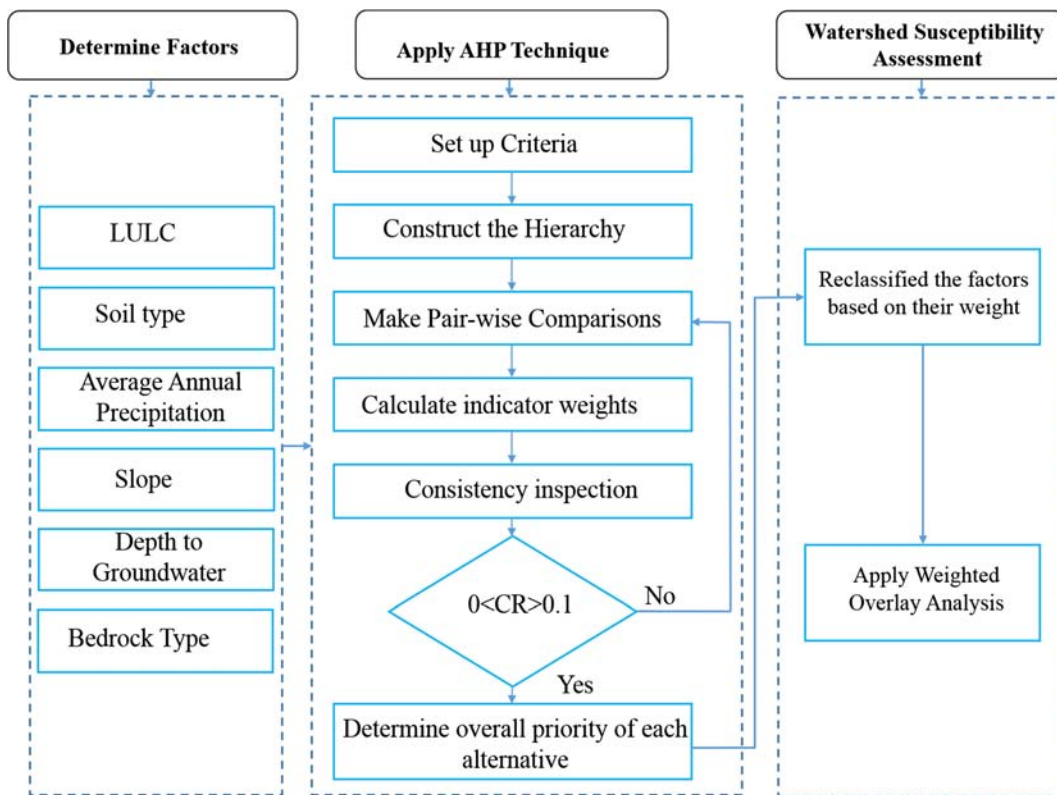 Determine Factors
LULC
Soil type
Average Annual
Precipitation
Slope
Depth to
Groundwater
Bedrock Type
Apply AHP Technique
Set up Criteria
Construct the Hierarchy
Make Pair-wise Comparisons
Calculate indicator weights
Consistency inspection
0<CR>0.1
No
Yes
Determine overall priority of each
alternative
Watershed Susceptibility
Assessment
Reclassified the factors
based on their weight
Apply Weighted
Overlay Analysis